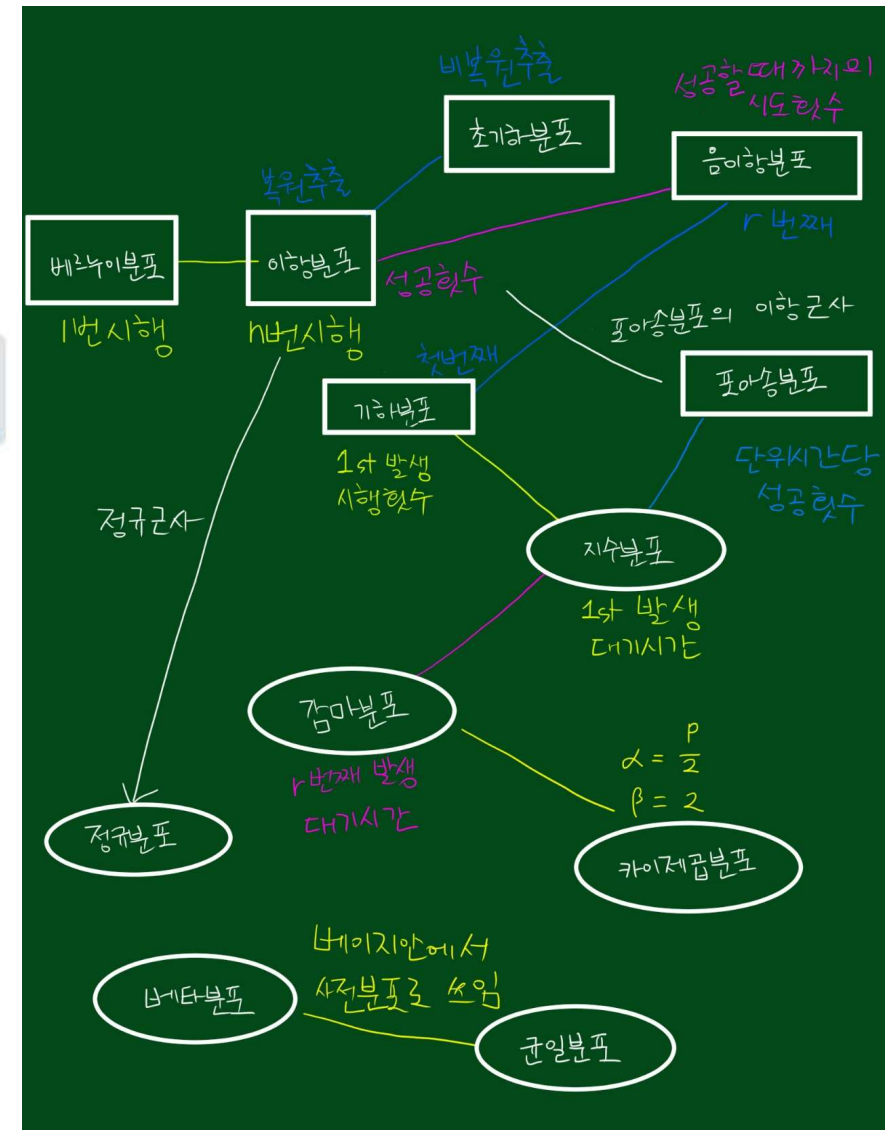 비복원추출
성공할때까지의
시도횟수
초기하분포
음이항분포
복원추출
r번째
베르누이분포
이항분포
성공횟수
1번시행
n번시행
포아송분포의 이항근사
첫번째
기하분포
포아송분포
1st 발생
시행횟수
단위시간당
성공횟수
정규근사
지수분포
1st 발생
대기시간
감마분포
r번째 발생
대기시간
α = p/2
β = 2
정규분포
카이제곱분포
베이지안에서
사전분포로 쓰임
베타분포
균일분포